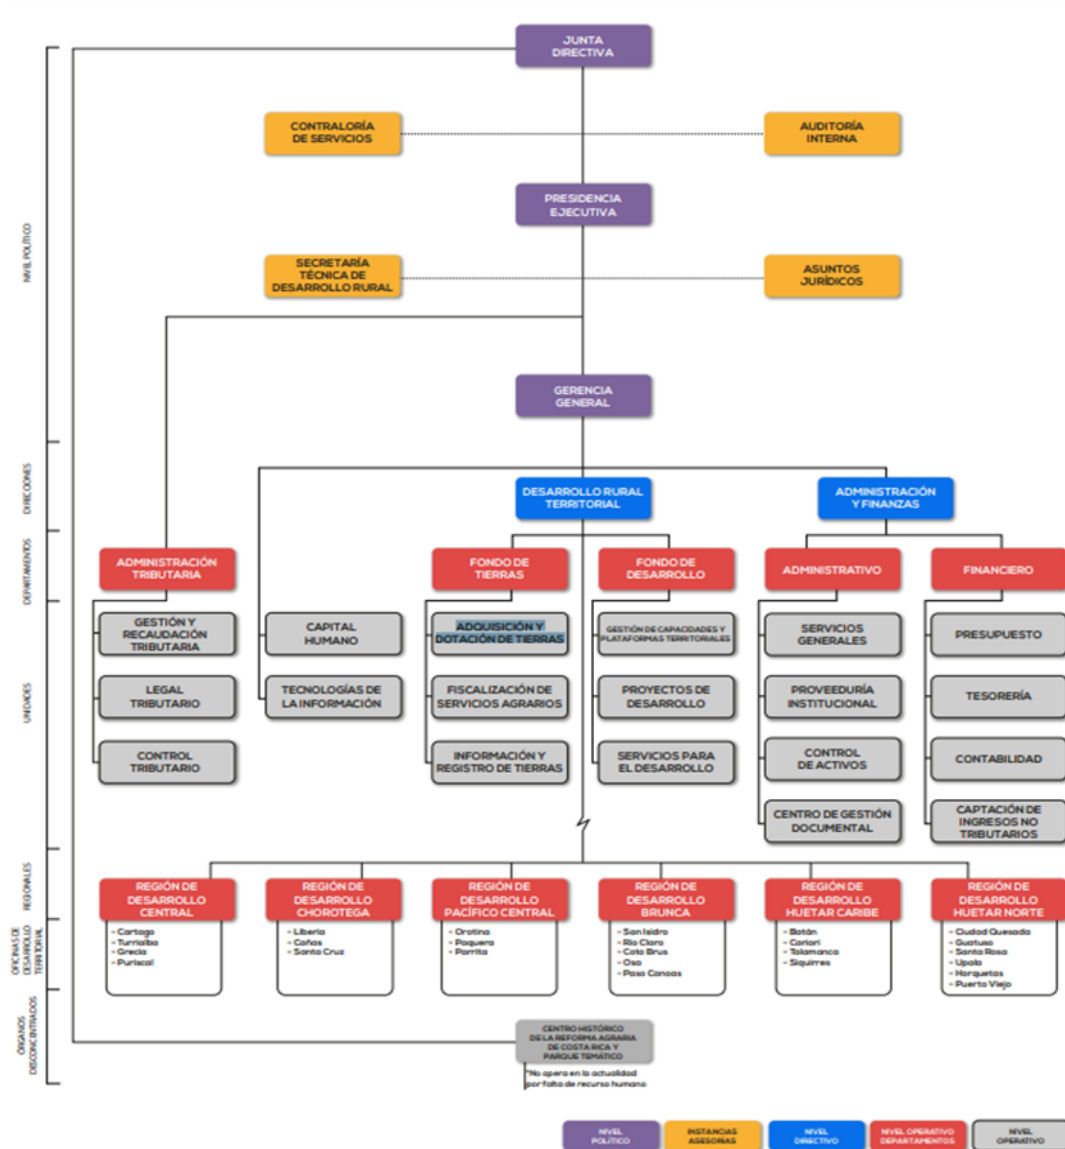 JUNTA
DIRECTIVA
CONTRALORÍA
DE SERVICIOS
AUDITORÍA
INTERNA
PRESIDENCIA
EJECUTIVA
NIVEL POLÍTICO
SECRETARÍA
TÉCNICA DE
DESARROLLO RURAL
ASUNTOS
JURÍDICOS
GERENCIA
GENERAL
DIRECCIONES
DESARROLLO RURAL
TERRITORIAL
ADMINISTRACIÓN
Y FINANZAS
DEPARTAMENTOS
ADMINISTRACIÓN
TRIBUTARIA
FONDO DE
TIERRAS
FONDO DE
DESARROLLO
ADMINISTRATIVO
FINANCIERO
UNIDADES
GESTIÓN Y
RECAUDACIÓN
TRIBUTARIA
CAPITAL
HUMANO
ADQUISICIÓN Y
DOTACIÓN DE TIERRAS
GESTIÓN DE CAPACIDADES Y
PLATAFORMAS TERRITORIALES
SERVICIOS
GENERALES
PRESUPUESTO
LEGAL
TRIBUTARIO
TECNOLOGÍAS DE
LA INFORMACIÓN
FISCALIZACIÓN DE
SERVICIOS AGRARIOS
PROYECTOS DE
DESARROLLO
PROVEEDURÍA
INSTITUCIONAL
TESORERÍA
CONTROL
TRIBUTARIO
INFORMACIÓN Y
REGISTRO DE TIERRAS
SERVICIOS PARA
EL DESARROLLO
CONTROL
DE ACTIVOS
CONTABILIDAD
CENTRO DE GESTIÓN
DOCUMENTAL
CAPTACIÓN DE
INGRESOS NO
TRIBUTARIOS
REGIONALES
REGIÓN DE
DESARROLLO
CENTRAL
REGIÓN DE
DESARROLLO
CHOROTEGA
REGIÓN DE
DESARROLLO
PACÍFICO CENTRAL
REGIÓN DE
DESARROLLO
BRUNCA
REGIÓN DE
DESARROLLO
HUETAR CARIBE
REGIÓN DE
DESARROLLO
HUETAR NORTE
OFICINAS DE
DESARROLLO
TERRITORIAL
- Cartago
- Turrialba
- Grecia
- Puriscal
- Liberia
- Cañas
- Santa Cruz
- Orotina
- Paquera
- Parrita
- San Isidro
- Río Claro
- Coto Brus
- Osa
- Paso Canoas
- Batán
- Cariari
- Talamanca
- Siquirres
- Ciudad Quesada
- Guatuso
- Santa Rosa
- Upala
- Horquetas
- Puerto Viejo
ÓRGANOS
DISCONCENTRADOS
CENTRO HISTÓRICO
DE LA REFORMA AGRARIA
DE COSTA RICA Y
PARQUE TEMÁTICO
*No opera en la actualidad
por falta de recurso humano
NIVEL
POLÍTICO
INSTANCIAS
ASESORIAS
NIVEL
DIRECTIVO
NIVEL OPERATIVO
DEPARTAMENTOS
NIVEL
OPERATIVO